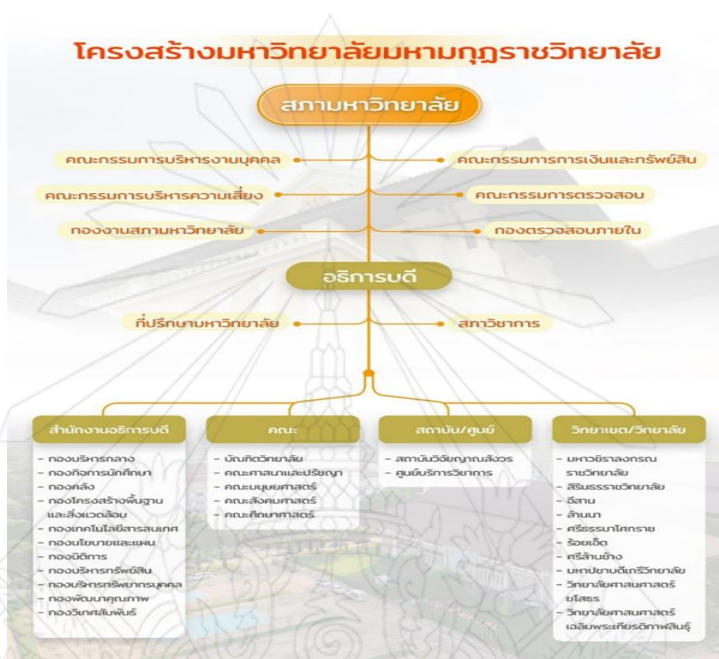 โครงสร้างมหาวิทยาลัยมหามกุฏราชวิทยาลัย
สภามหาวิทยาลัย
คณะกรรมการบริหารงานบุคคล
คณะกรรมการการเงินและทรัพย์สิน
คณะกรรมการบริหารความเสี่ยง
คณะกรรมการตรวจสอบ
กองงานสภามหาวิทยาลัย
กองตรวจสอบภายใน
อธิการบดี
ที่ปรึกษามหาวิทยาลัย
สภาวิชาการ
สำนักงานอธิการบดี
- กองบริหารกลาง
- กองกิจการนักศึกษา
- กองคลัง
- กองโครงสร้างพื้นฐาน
และสิ่งแวดล้อม
- กองเทคโนโลยีสารสนเทศ
- กองนโยบายและแผน
- กองนิติการ
- กองบริหารทรัพย์สิน
- กองบริหารทรัพยากรบุคคล
- กองพัฒนาคุณภาพ
- กองวิเทศสัมพันธ์
คณะ
- บัณฑิตวิทยาลัย
- คณะศาสนาและปรัชญา
- คณะมนุษยศาสตร์
- คณะสังคมศาสตร์
- คณะศึกษาศาสตร์
สถาบัน/ศูนย์
- สถาบันวิจัยญาณสังวร
- ศูนย์บริการวิชาการ
วิทยาเขต/วิทยาลัย
- มหาวชิราลงกรณ
ราชวิทยาลัย
- สิรินธรราชวิทยาลัย
- อีสาน
- ล้านนา
- ศรีธรรมาโศกราช
- ร้อยเอ็ด
- ศรีล้านช้าง
- มหาปชาบดีเถรีวิทยาลัย
- วิทยาลัยศาสนศาสตร์
ยโสธร
- วิทยาลัยศาสนศาสตร์
เฉลิมพระเกียรติกาฬสินธุ์